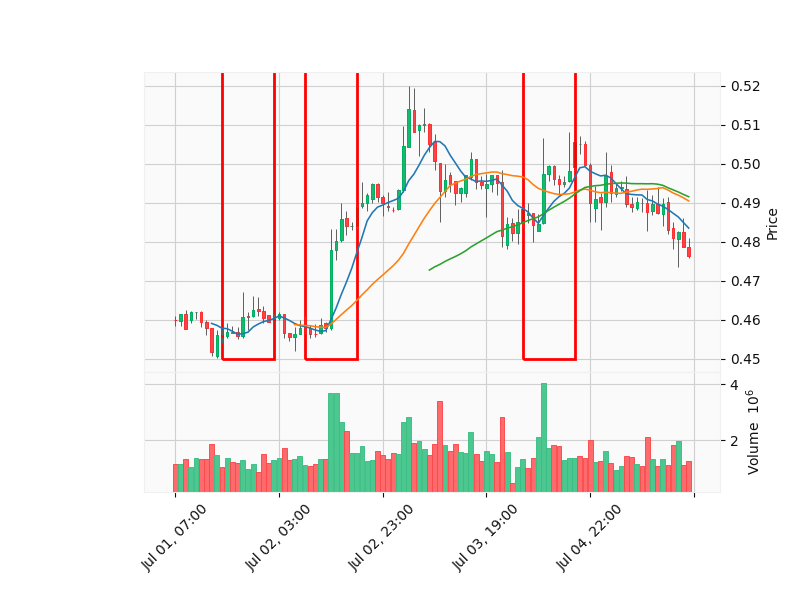 0.52
0.51
0.50
0.49
0.48
0.47
0.46
0.45
Price
4
2
Volume 10^6
Jul 01, 07:00
Jul 02, 03:00
Jul 02, 23:00
Jul 03, 19:00
Jul 04, 22:00